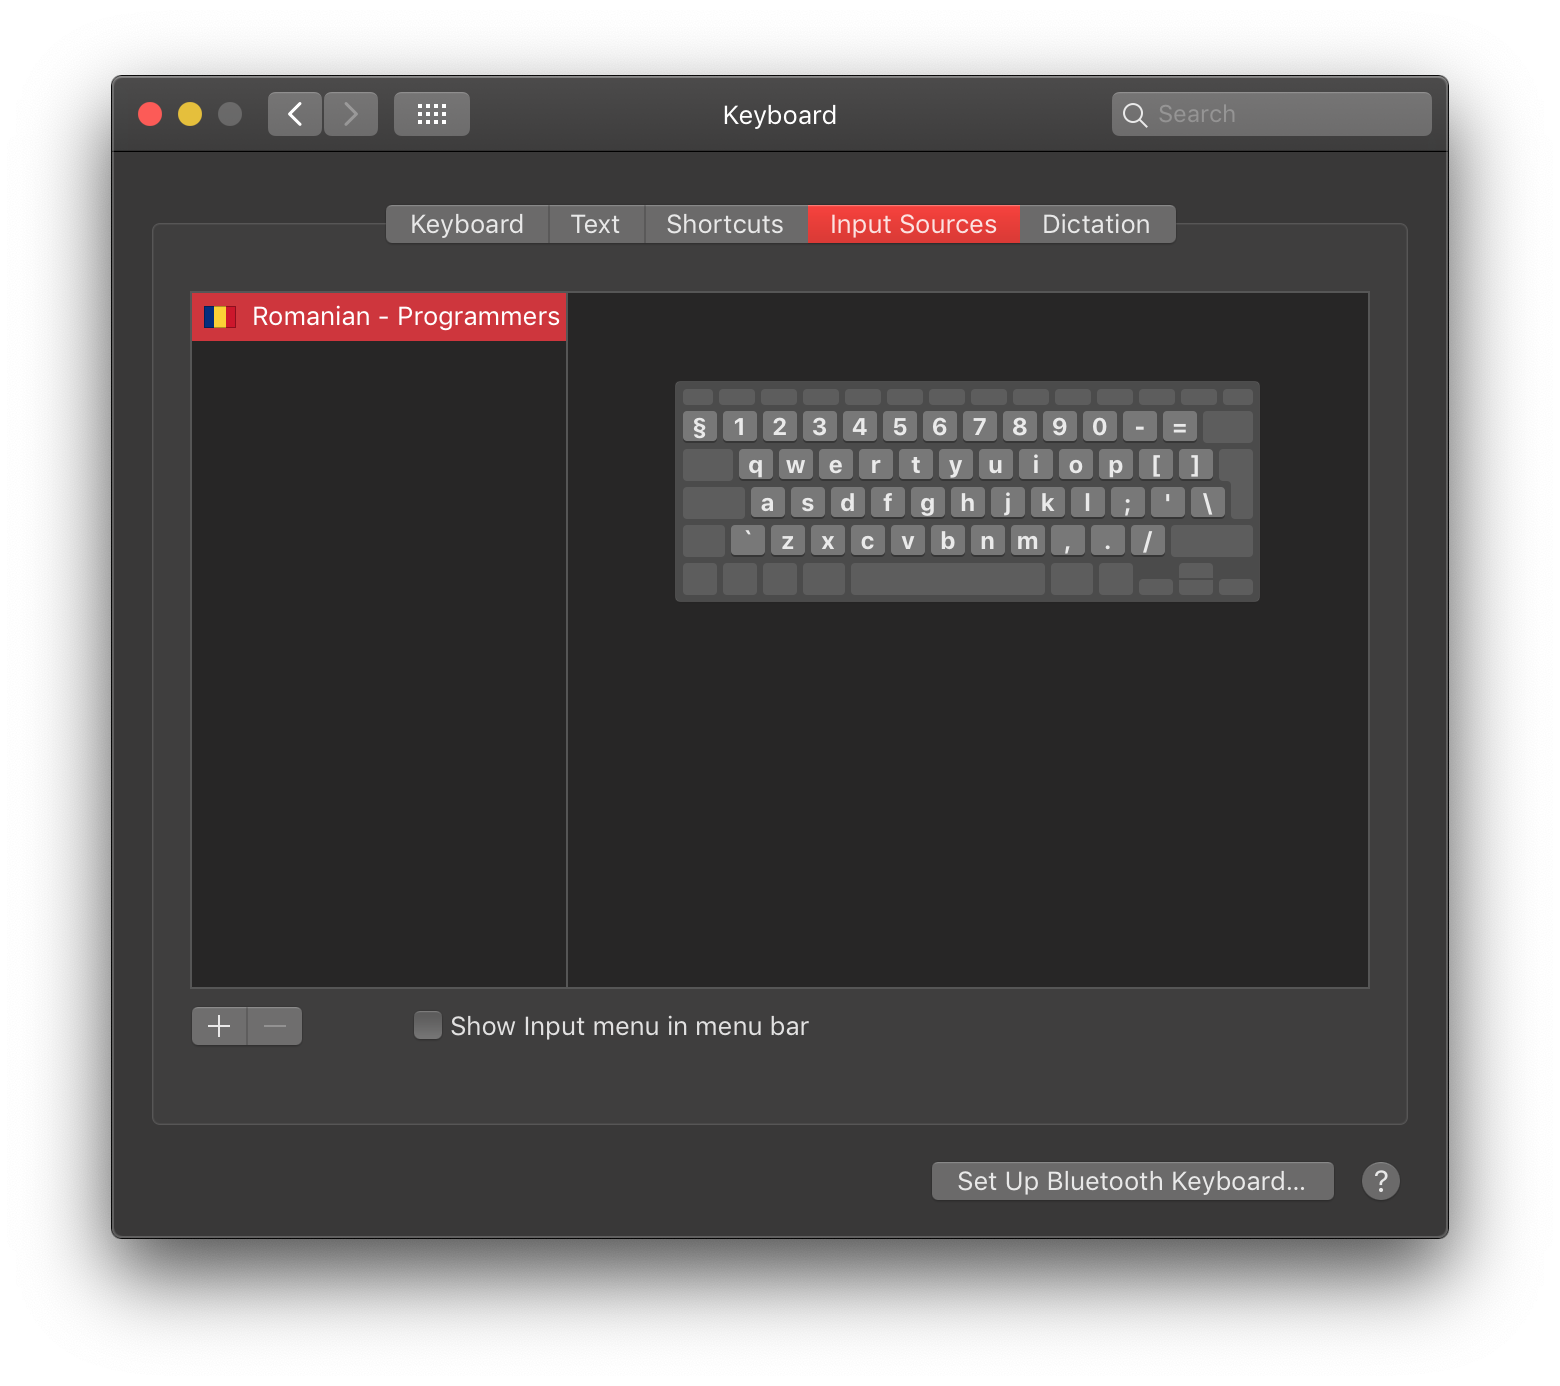 Keyboard
Search
Keyboard Text Shortcuts Input Sources Dictation
Romanian - Programmers
§ 1 2 3 4 5 6 7 8 9 0 - =
q w e r t y u i o p [ ]
a s d f g h j k l ; ' \
` z x c v b n m , . /
Show Input menu in menu bar
Set Up Bluetooth Keyboard... ?